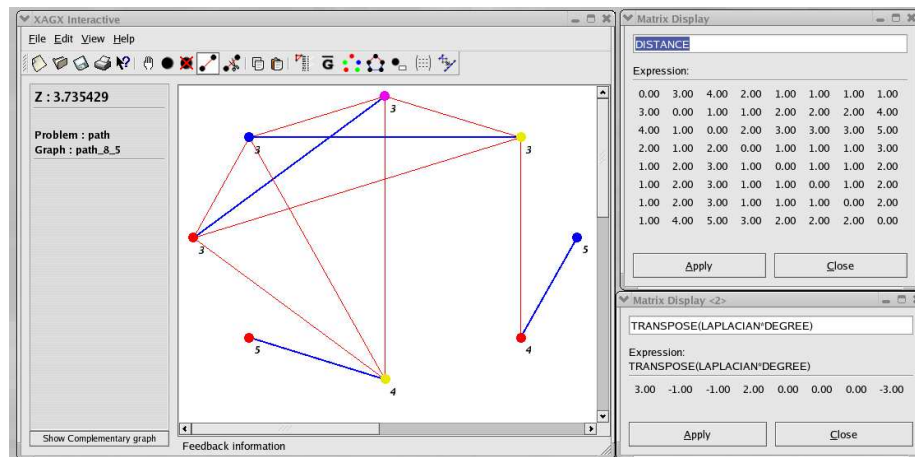 XAGX Interactive
File Edit View Help
Z : 3.735429
Problem : path
Graph : path_8_5
3
3
3
3
5
5
4
4
Show Complementary graph
Feedback information
Matrix Display
DISTANCE
Expression:
0.00 3.00 4.00 2.00 1.00 1.00 1.00 1.00
3.00 0.00 1.00 1.00 2.00 2.00 2.00 4.00
4.00 1.00 0.00 2.00 3.00 3.00 3.00 5.00
2.00 1.00 2.00 0.00 1.00 1.00 1.00 3.00
1.00 2.00 3.00 1.00 0.00 1.00 1.00 2.00
1.00 2.00 3.00 1.00 1.00 0.00 1.00 2.00
1.00 2.00 3.00 1.00 1.00 1.00 0.00 2.00
1.00 4.00 5.00 3.00 2.00 2.00 2.00 0.00
Apply Close
Matrix Display <2>
TRANSPOSE(LAPLACIAN*DEGREE)
Expression:
TRANSPOSE(LAPLACIAN*DEGREE)
3.00 -1.00 -1.00 2.00 0.00 0.00 0.00 -3.00
Apply Close